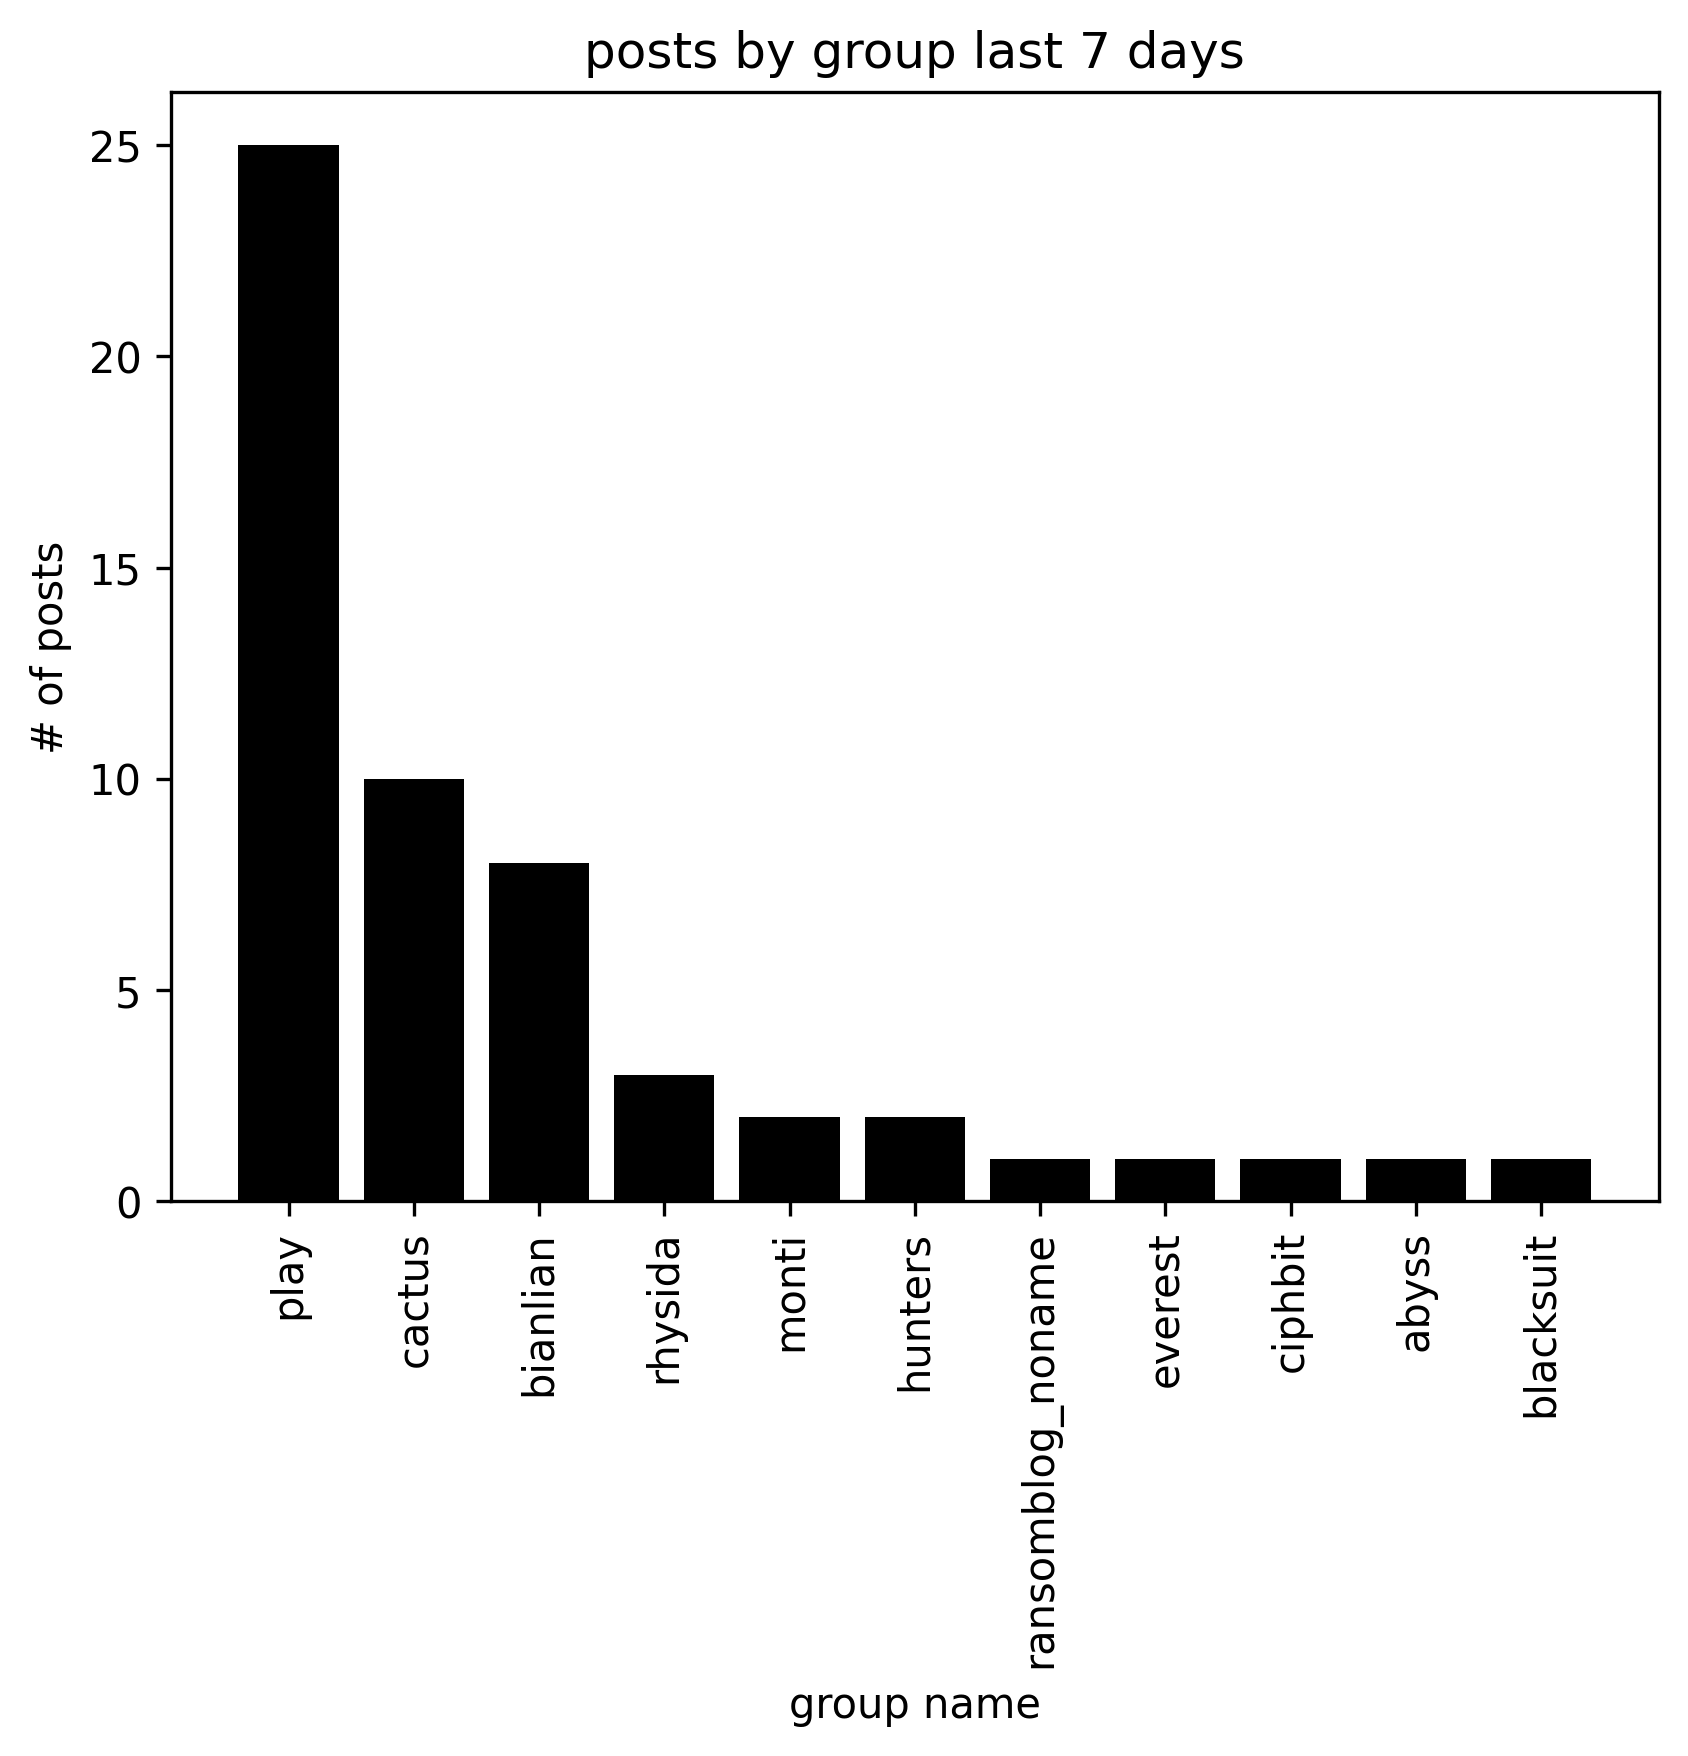 posts by group last 7 days
# of posts
25
20
15
10
5
0
play
cactus
bianlian
rhysida
monti
hunters
ransomblog_noname
everest
ciphbit
abyss
blacksuit
group name